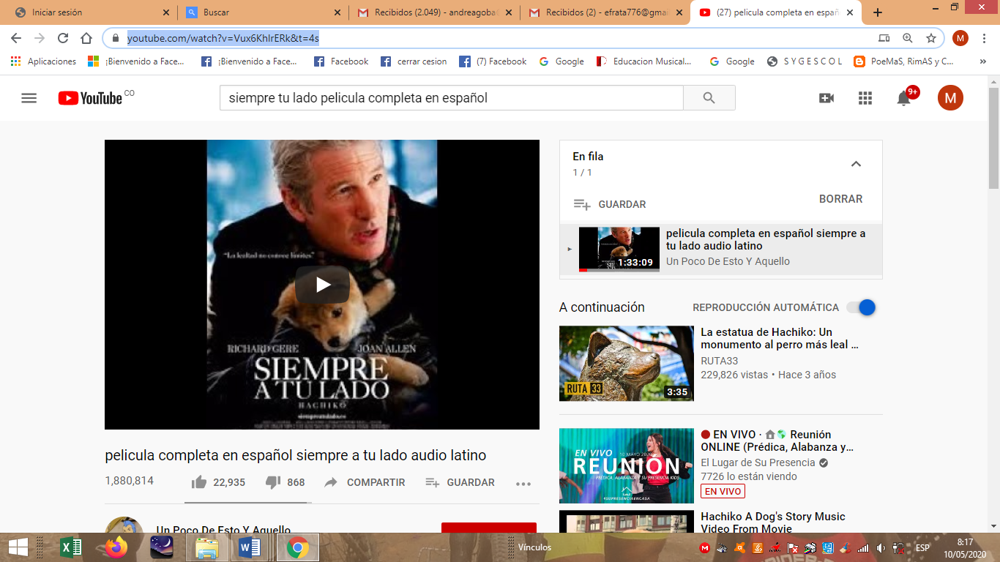 Iniciar sesión
Buscar
Recibidos (2.049) - andreagoba
Recibidos (2) - efrata776@gmai
(27) pelicula completa en españ
youtube.com/watch?v=Vux6KhIrERk&t=4s
M
Aplicaciones
¡Bienvenido a Face...
¡Bienvenido a Face...
Facebook
cerrar cesion
(7) Facebook
Google
Educacion Musical...
Google
S Y G E S C O L
PoeMaS, RimAS y C...
»
YouTube CO
siempre tu lado pelicula completa en español
9+
M
"La lealtad no conoce límites."
RICHARD GERE JOAN ALLEN
SIEMPRE
A TU LADO
HACHIKO
siempreatulado.es
pelicula completa en español siempre a tu lado audio latino
1,880,814
22,935
868
COMPARTIR
GUARDAR
Un Poco De Esto Y Aquello
En fila
1 / 1
GUARDAR
BORRAR
1:33:09
pelicula completa en español siempre a
tu lado audio latino
Un Poco De Esto Y Aquello
A continuación
REPRODUCCIÓN AUTOMÁTICA
RUTA 33
3:35
La estatua de Hachiko: Un
monumento al perro más leal ...
RUTA33
229,826 vistas • Hace 3 años
EN VIVO
10 MAYO 2020
REUNIÓN
PRÉDICA, ALABANZA Y SU PRESENCIA KIDS
#SUPRESENCIAENCASA
EN VIVO · Reunión
ONLINE (Prédica, Alabanza y...
El Lugar de Su Presencia
7726 lo están viendo
EN VIVO
Hachiko A Dog's Story Music
Video From Movie
Vínculos
ESP
8:17
10/05/2020